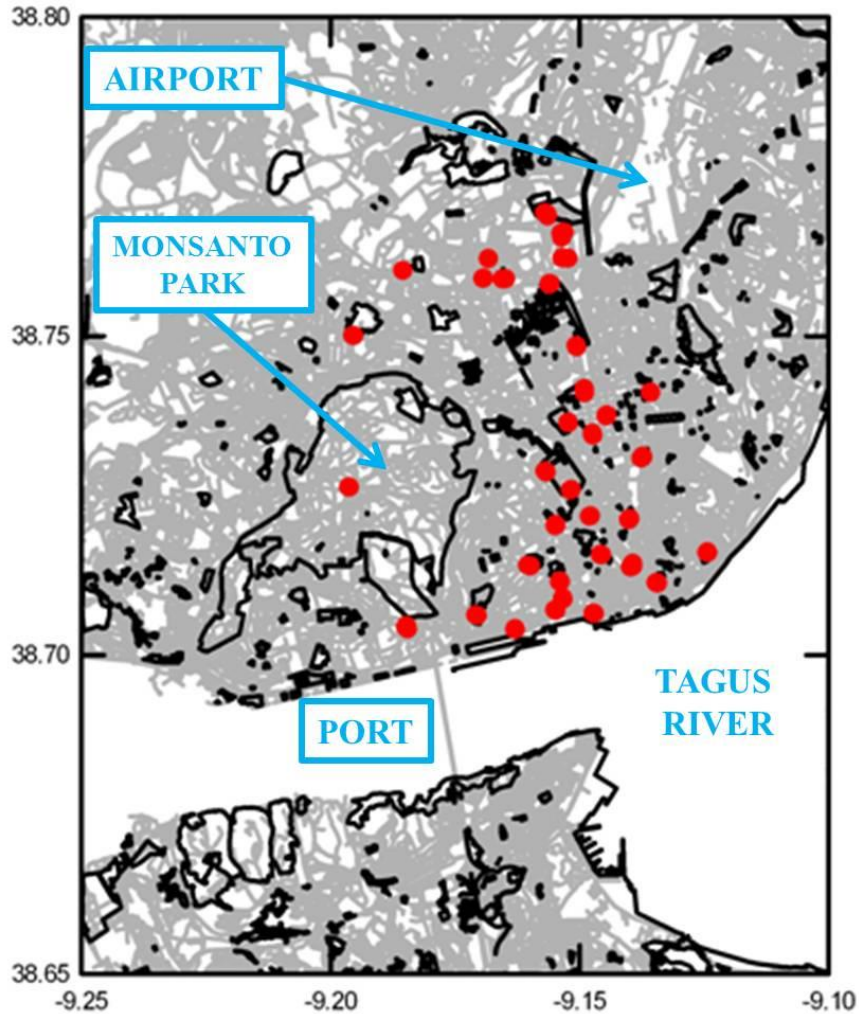 38.80
AIRPORT
MONSANTO
PARK
38.75
38.70
TAGUS
RIVER
PORT
38.65
-9.25
-9.20
-9.15
-9.10